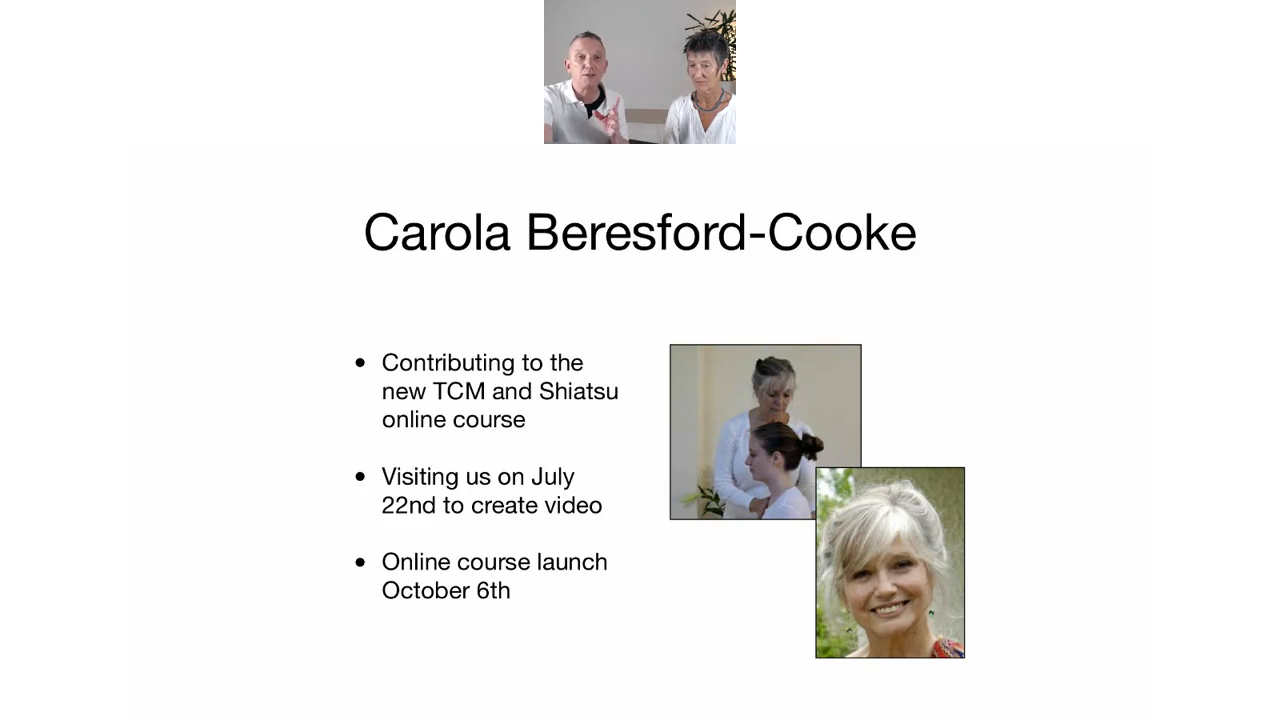 Carola Beresford-Cooke
• Contributing to the
new TCM and Shiatsu
online course
• Visiting us on July
22nd to create video
• Online course launch
October 6th